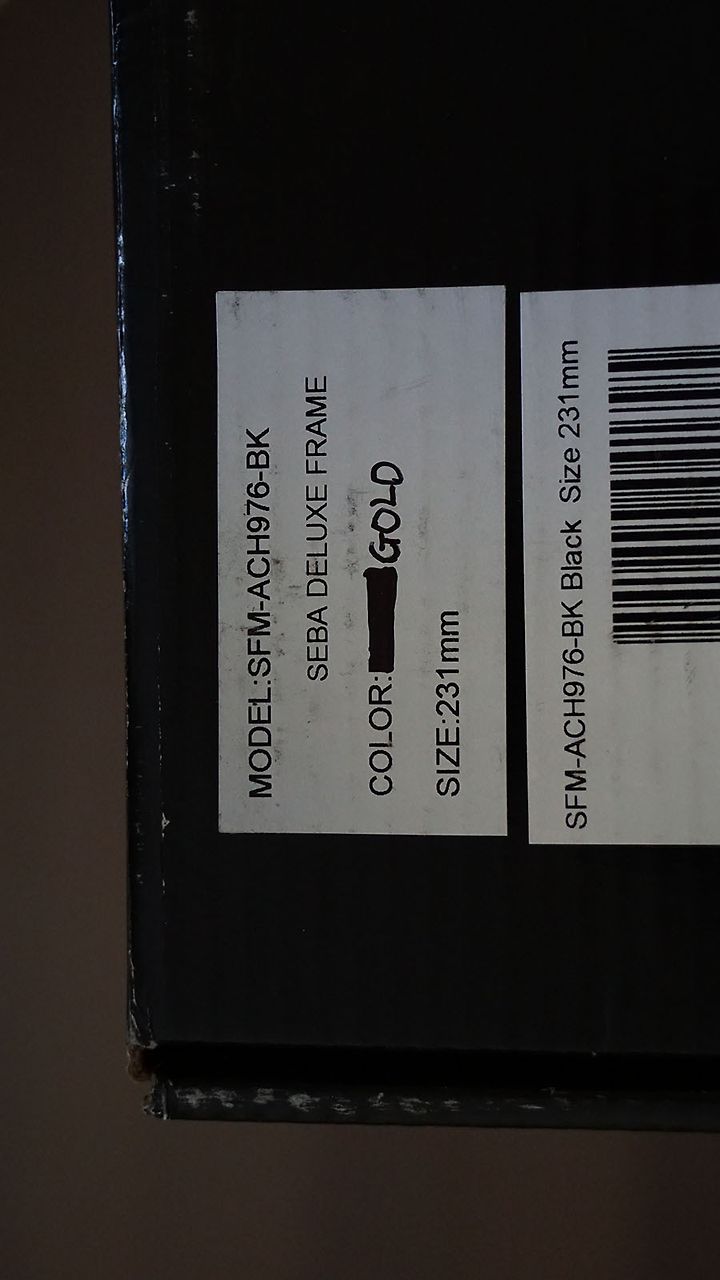 MODEL:SFM-ACH976-BK
SEBA DELUXE FRAME
COLOR: GOLD
SIZE:231mm
SFM-ACH976-BK Black Size 231mm